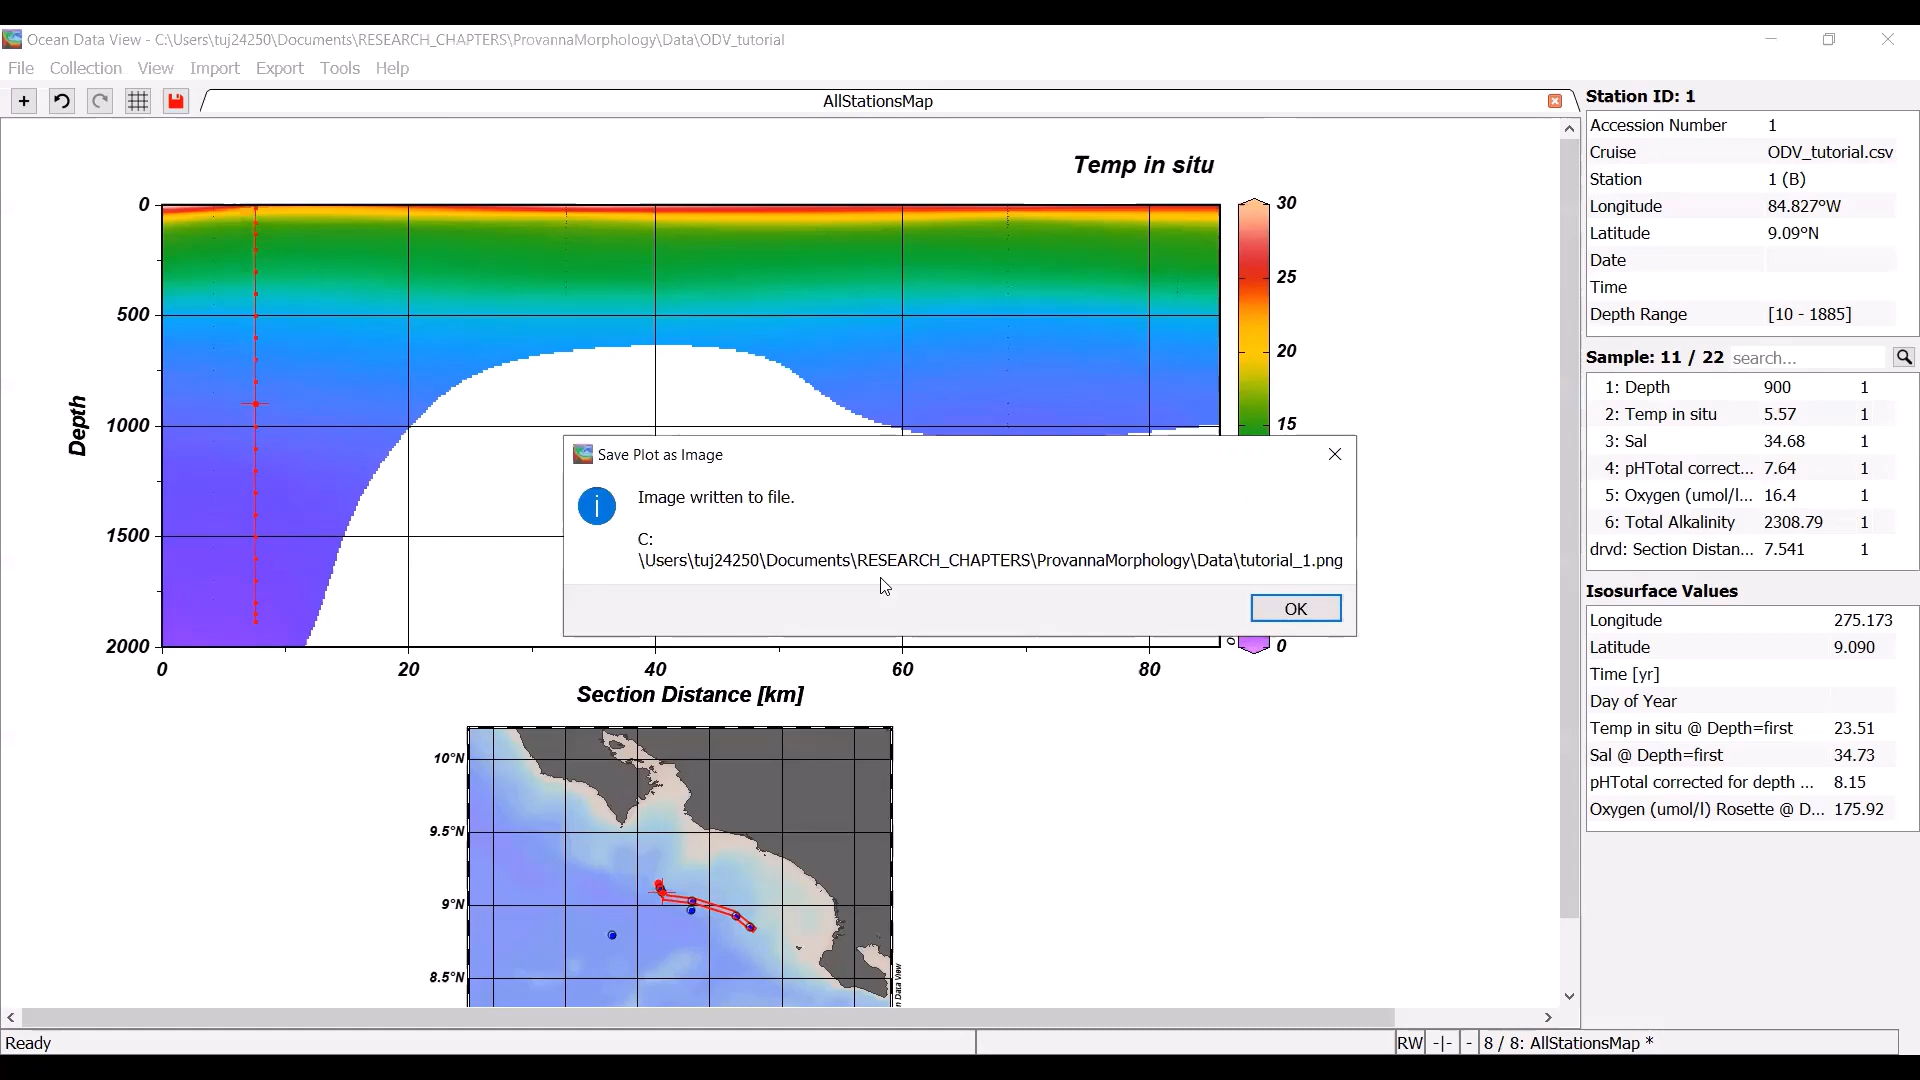 Ocean Data View - C:\Users\tuj24250\Documents\RESEARCH_CHAPTERS\ProvannaMorphology\Data\ODV_tutorial
File Collection View Import Export Tools Help
AllStationsMap
Temp in situ
0
500
1000
1500
2000
Depth
0 20 40 60 80
Section Distance [km]
30
25
20
15
0
Save Plot as Image
Image written to file.
C:
\Users\tuj24250\Documents\RESEARCH_CHAPTERS\ProvannaMorphology\Data\tutorial_1.png
OK
10°N
9.5°N
9°N
8.5°N
n Data View
Station ID: 1
Accession Number 1
Cruise ODV_tutorial.csv
Station 1 (B)
Longitude 84.827°W
Latitude 9.09°N
Date
Time
Depth Range [10 - 1885]
Sample: 11 / 22 search...
1: Depth 900 1
2: Temp in situ 5.57 1
3: Sal 34.68 1
4: pHTotal correct... 7.64 1
5: Oxygen (umol/l... 16.4 1
6: Total Alkalinity 2308.79 1
drvd: Section Distan... 7.541 1
Isosurface Values
Longitude 275.173
Latitude 9.090
Time [yr]
Day of Year
Temp in situ @ Depth=first 23.51
Sal @ Depth=first 34.73
pHTotal corrected for depth ... 8.15
Oxygen (umol/l) Rosette @ D... 175.92
Ready
RW -|- - 8 / 8: AllStationsMap *